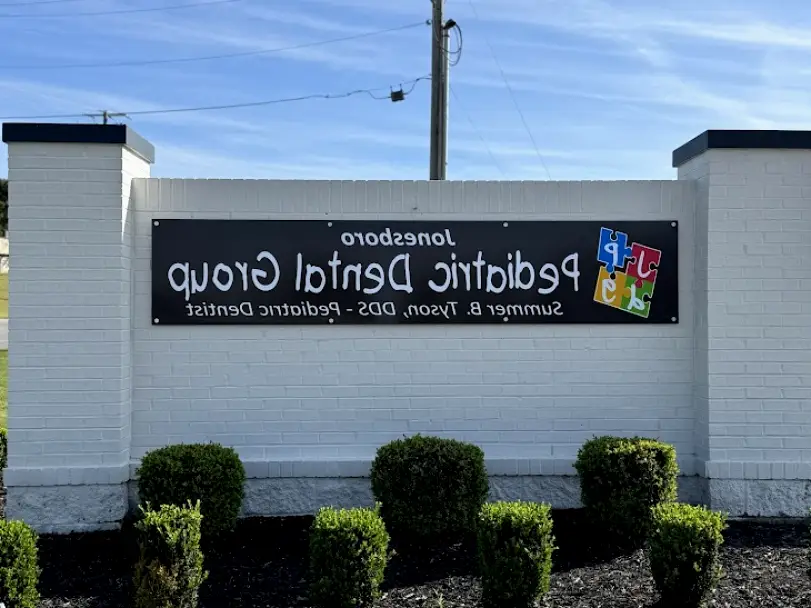 Jonesboro
Pediatric Dental Group
Summer B. Tyson, DDS - Pediatric Dentist
J P
d g